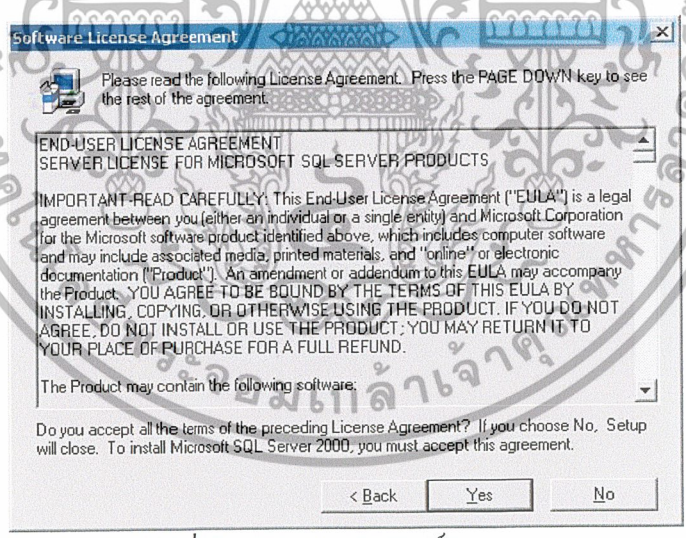 Software License Agreement
Please read the following License Agreement. Press the PAGE DOWN key to see
the rest of the agreement.
END-USER LICENSE AGREEMENT
SERVER LICENSE FOR MICROSOFT SQL SERVER PRODUCTS
IMPORTANT-READ CAREFULLY: This End-User License Agreement ("EULA") is a legal
agreement between you (either an individual or a single entity) and Microsoft Corporation
for the Microsoft software product identified above, which includes computer software
and may include associated media, printed materials, and "online" or electronic
documentation ("Product"). An amendment or addendum to this EULA may accompany
the Product. YOU AGREE TO BE BOUND BY THE TERMS OF THIS EULA BY
INSTALLING, COPYING, OR OTHERWISE USING THE PRODUCT. IF YOU DO NOT
AGREE, DO NOT INSTALL OR USE THE PRODUCT; YOU MAY RETURN IT TO
YOUR PLACE OF PURCHASE FOR A FULL REFUND.
The Product may contain the following software:
Do you accept all the terms of the preceding License Agreement? If you choose No, Setup
will close. To install Microsoft SQL Server 2000, you must accept this agreement.
< Back
Yes
No